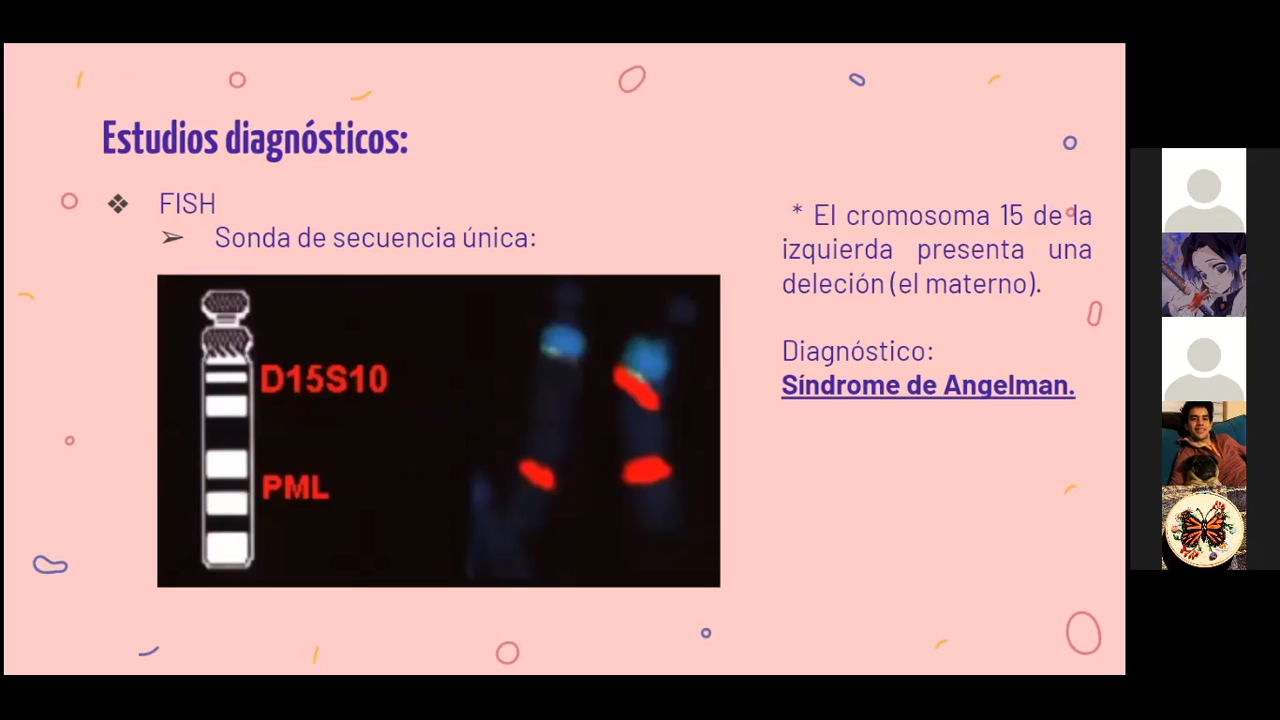 Estudios diagnósticos:
FISH
Sonda de secuencia única:
D15S10
PML
* El cromosoma 15 de la
izquierda presenta una
deleción (el materno).
Diagnóstico:
Síndrome de Angelman.